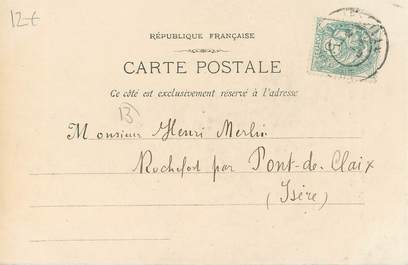 12 €
RÉPUBLIQUE FRANÇAISE
CARTE POSTALE
Ce côté est exclusivement réservé à l'adresse
13
Monsieur Henri Merlin
Rochefort par Pont-de-Claix
(Isère)